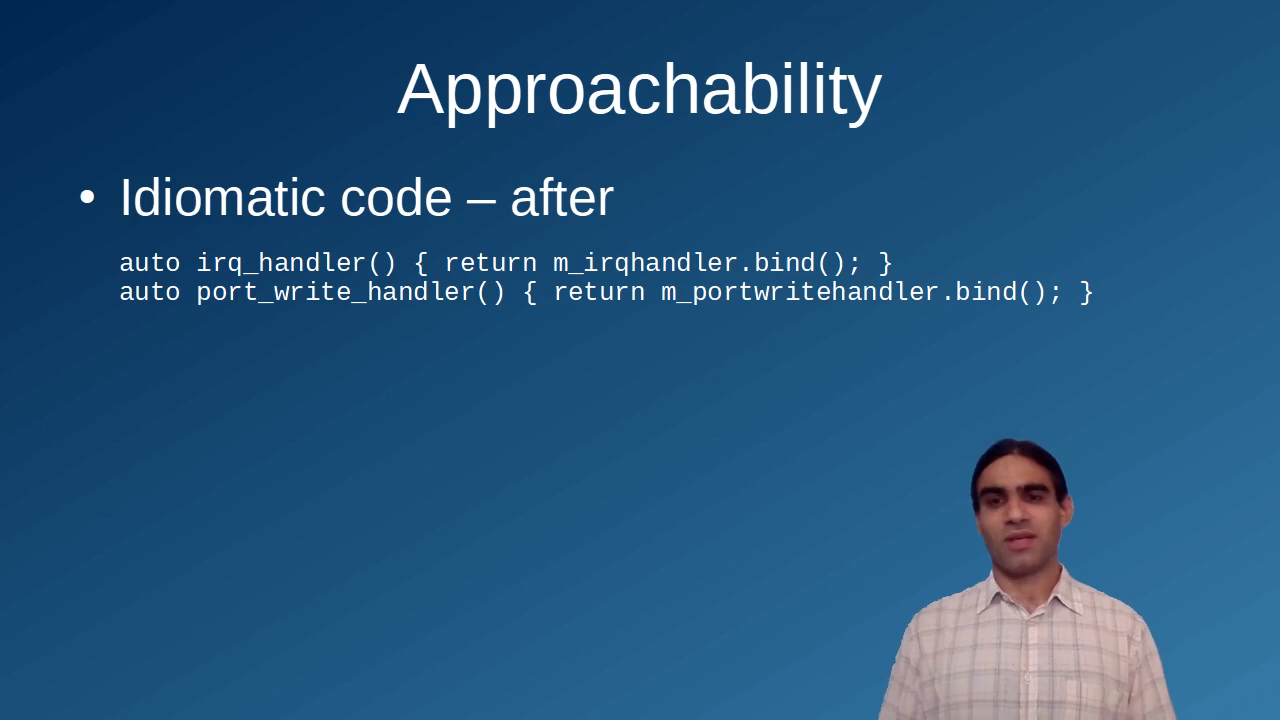 Approachability
• Idiomatic code – after
auto irq_handler() { return m_irqhandler.bind(); }
auto port_write_handler() { return m_portwritehandler.bind(); }